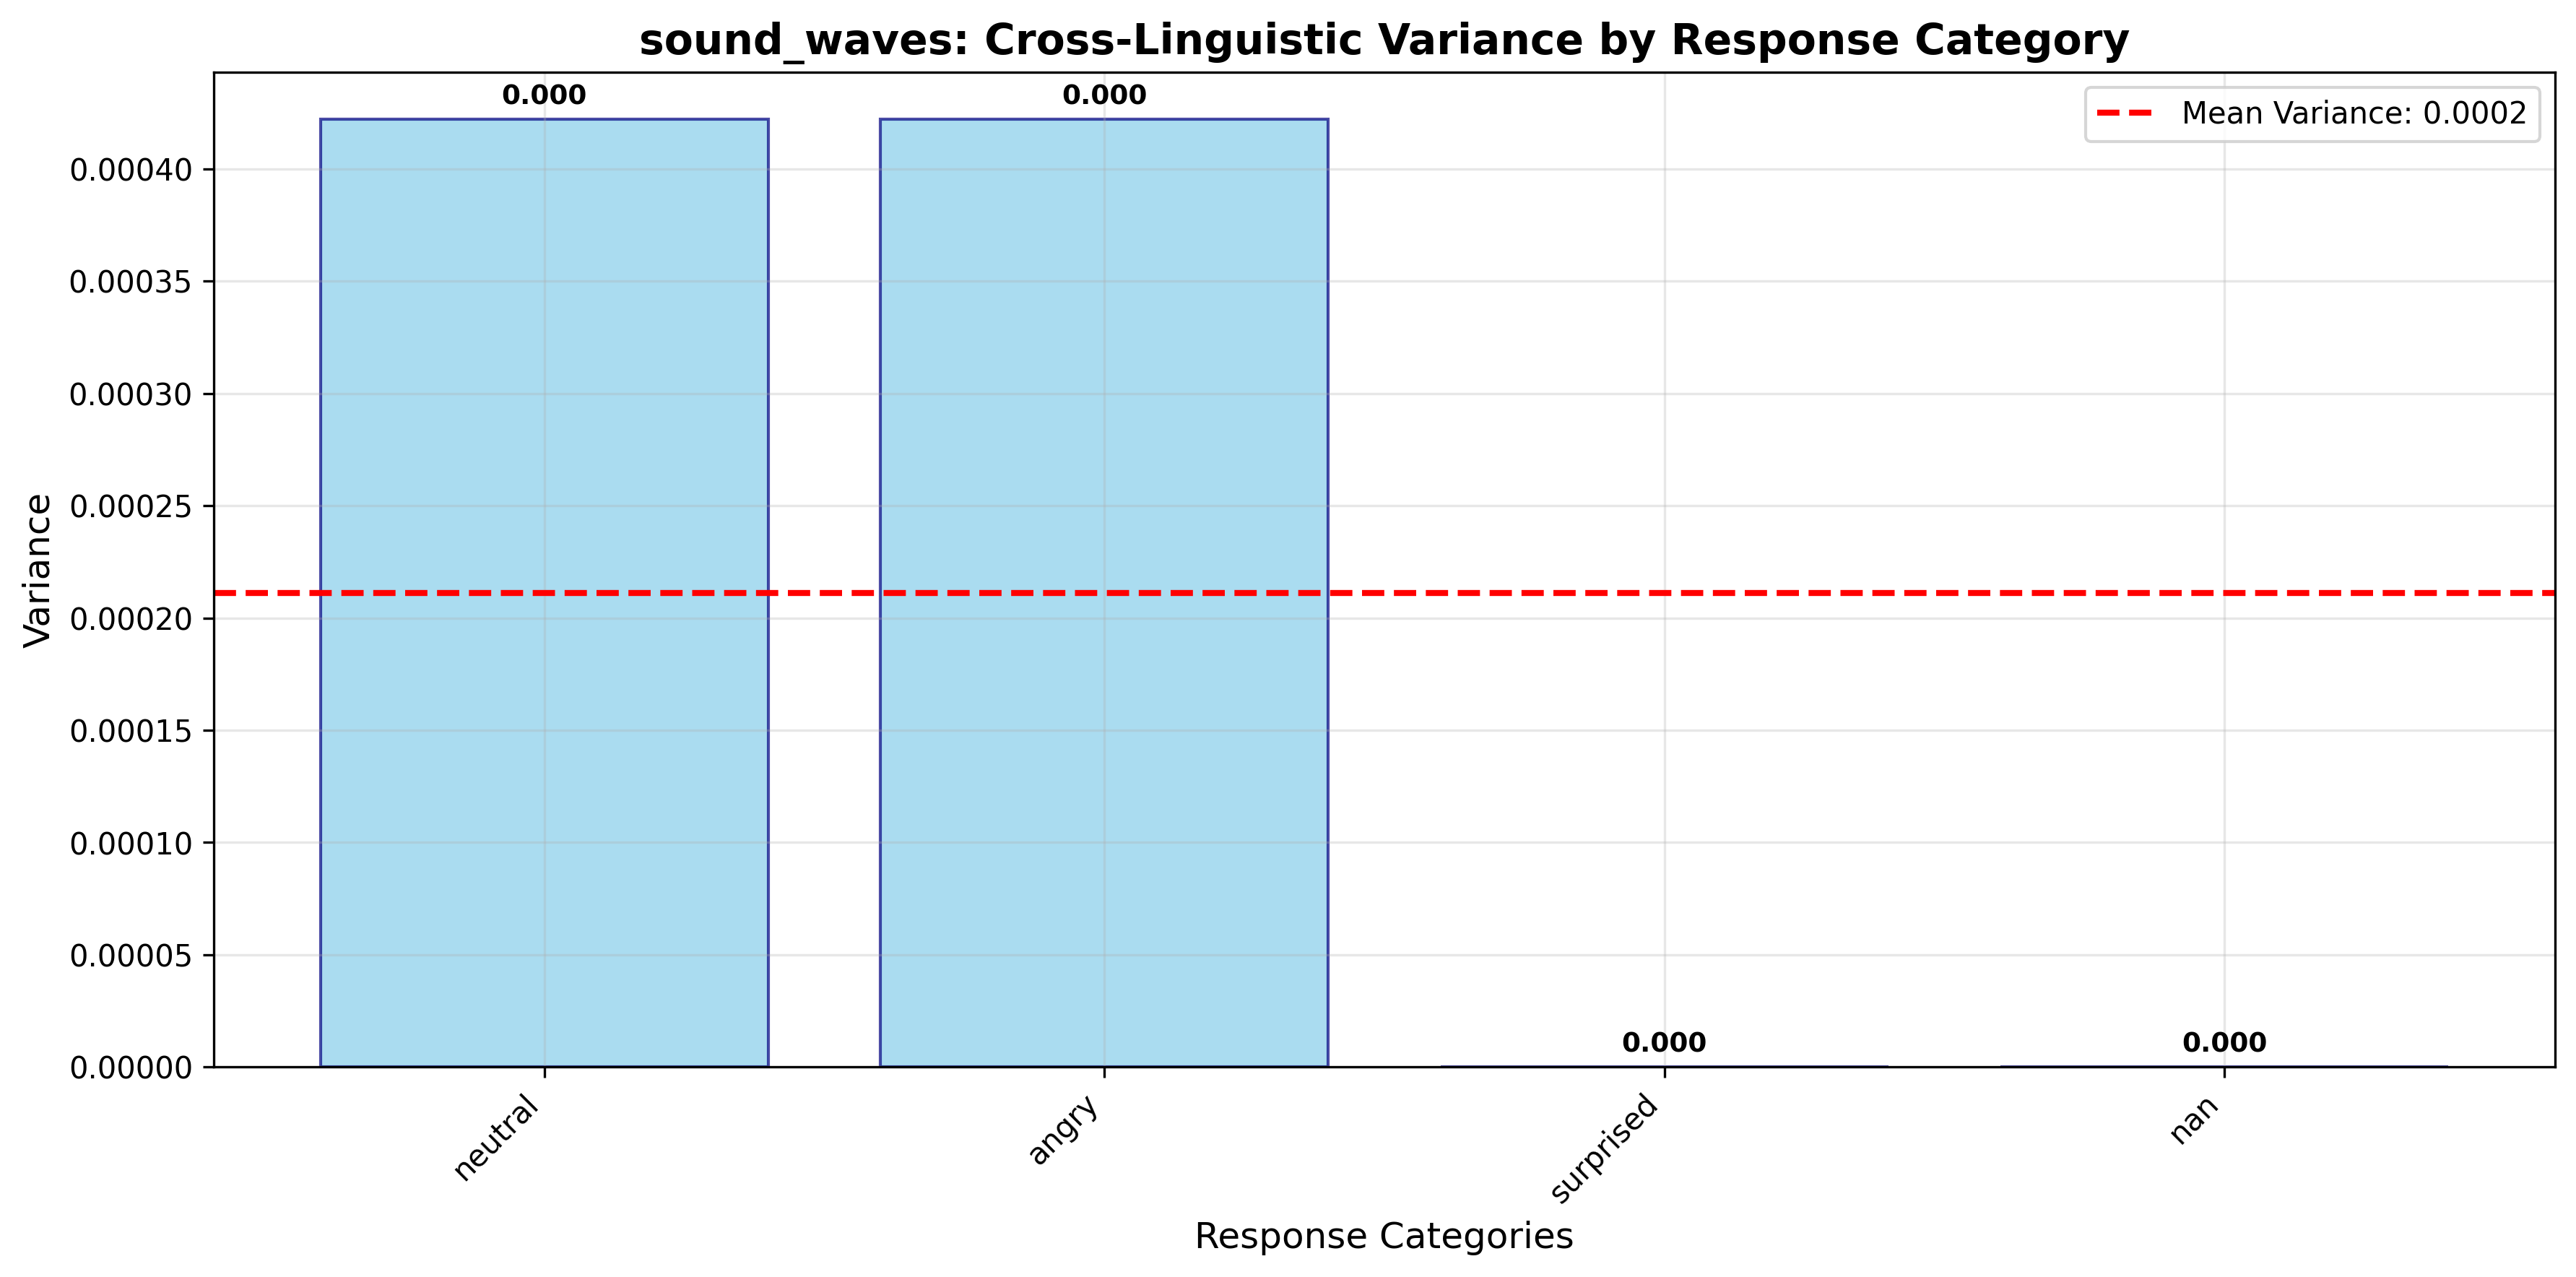 sound_waves: Cross-Linguistic Variance by Response Category
0.000
0.000
Mean Variance: 0.0002
0.00040
0.00035
0.00030
0.00025
0.00020
0.00015
0.00010
0.00005
0.00000
Variance
0.000
0.000
neutral
angry
surprised
nan
Response Categories